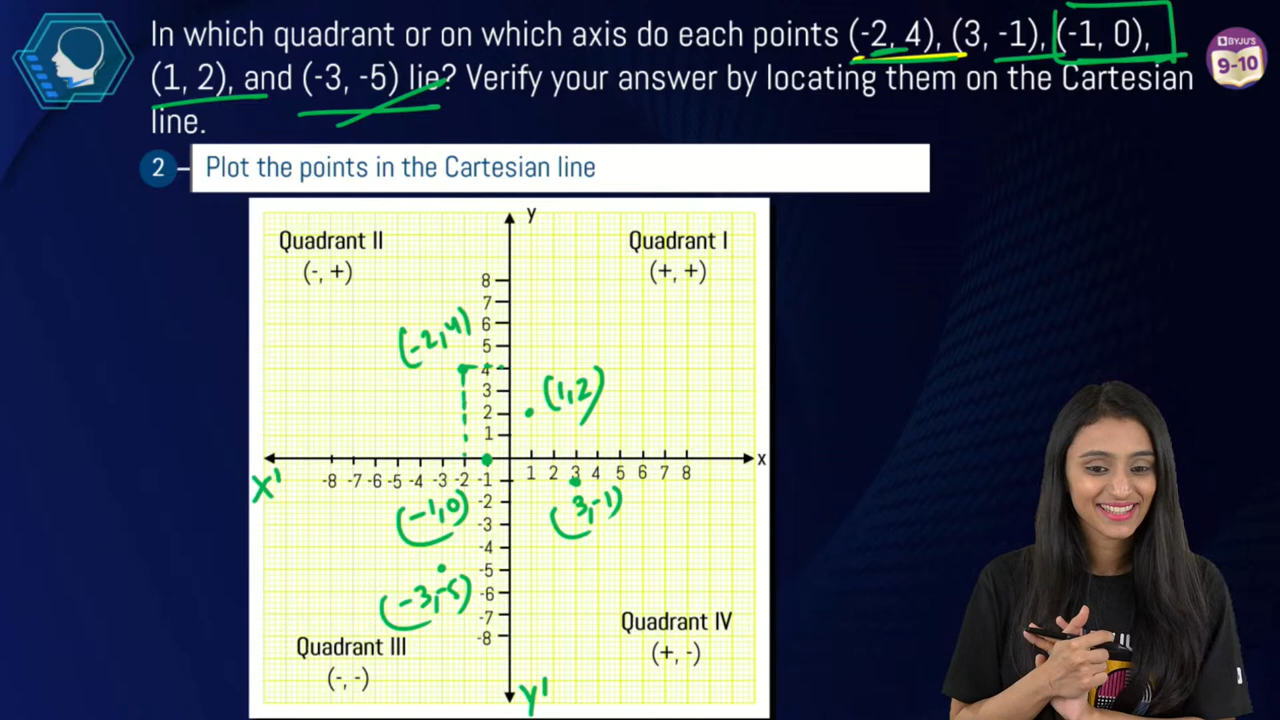 In which quadrant or on which axis do each points (-2, 4), (3, -1), (-1, 0),
(1, 2), and (-3, -5) lie? Verify your answer by locating them on the Cartesian
line.
BYJU'S
9-10
2 Plot the points in the Cartesian line
y
Quadrant II
(-, +)
Quadrant I
(+, +)
8
7
6
5
4
3
2
1
(-2,4)
(1,2)
x
X'
-8 -7 -6 -5 -4 -3 -2 -1 1 2 3 4 5 6 7 8
-2
-3
-4
-5
-6
-7
-8
(-1,0)
(3,-1)
(-3,-5)
Quadrant III
(-, -)
Quadrant IV
(+, -)
y'